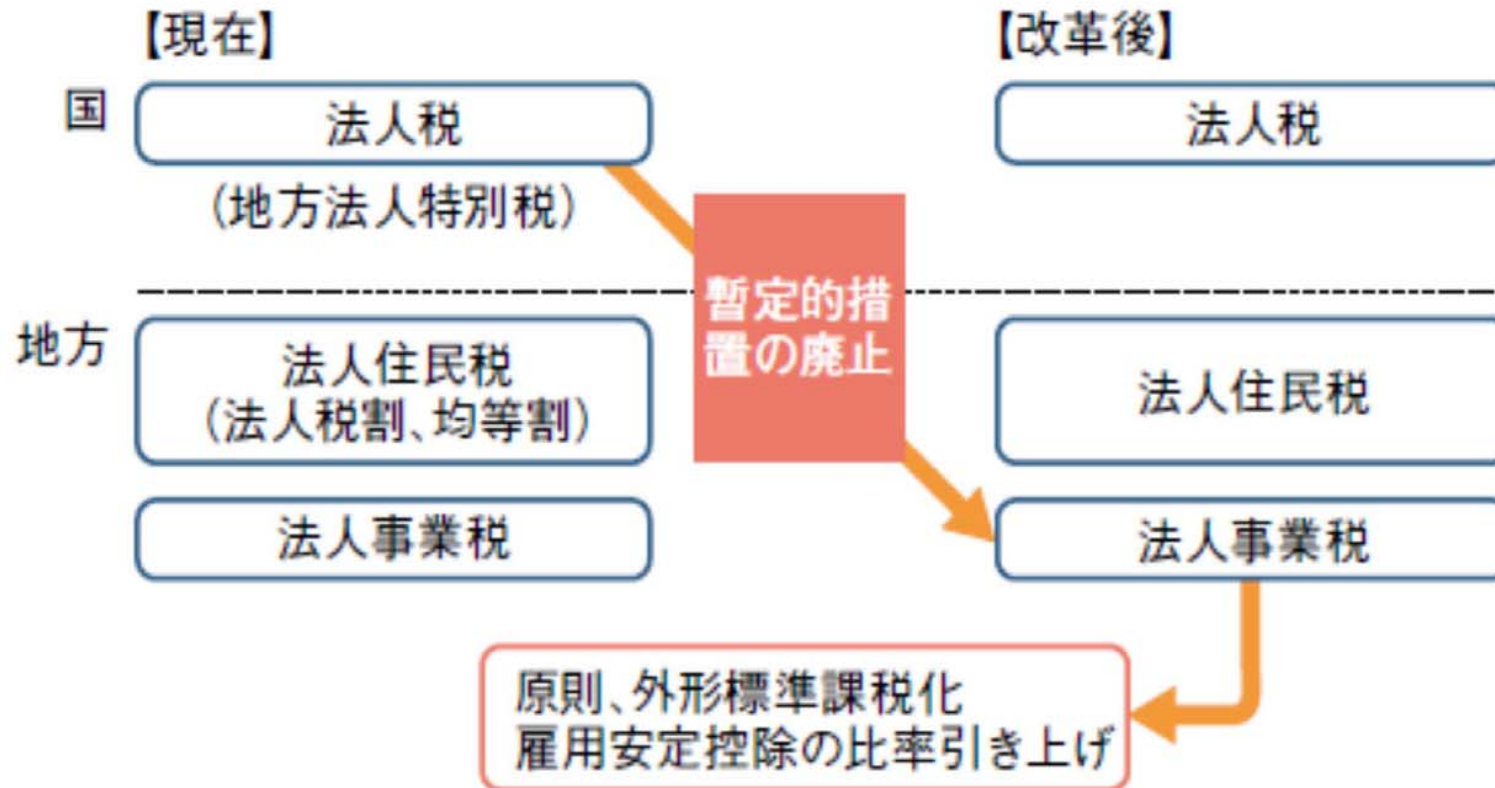 【現在】
【改革後】
国
法人税
法人税
(地方法人特別税)
暫定的措
置の廃止
地方
法人住民税
(法人税割、均等割)
法人住民税
法人事業税
法人事業税
原則、外形標準課税化
雇用安定控除の比率引き上げ